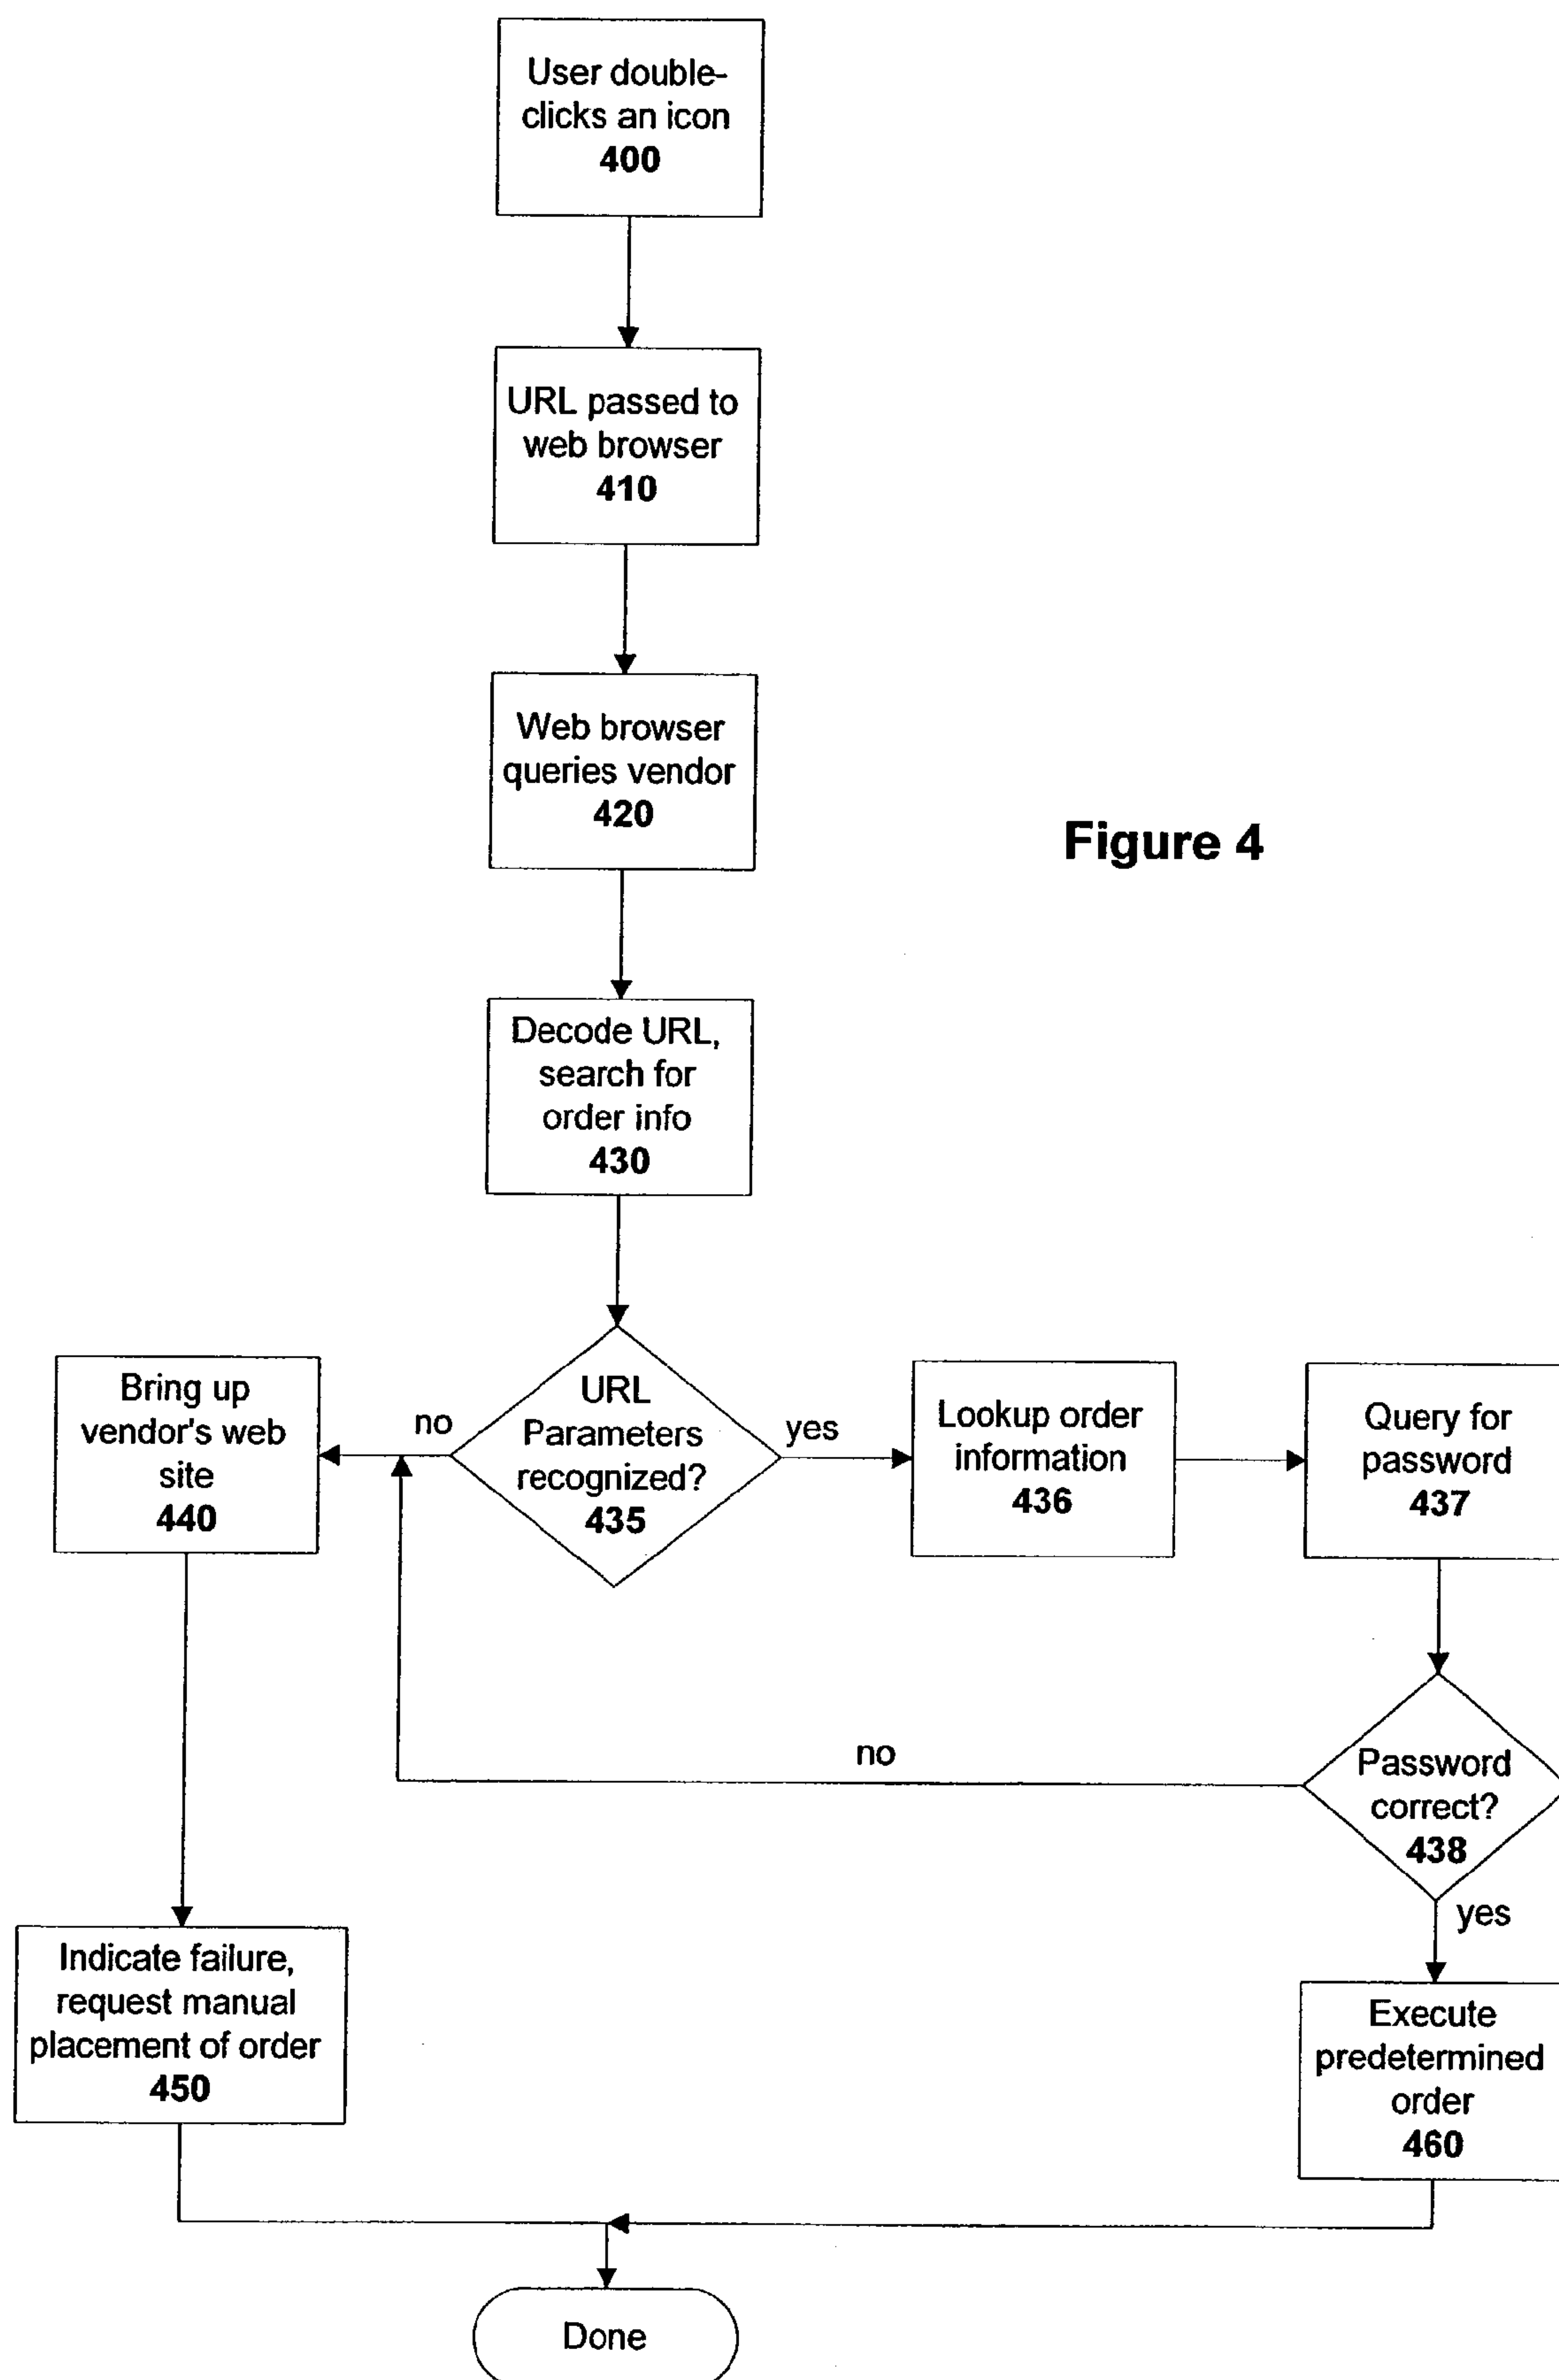 User double-
clicks an icon
400
URL passed to
web browser
410
Web browser
queries vendor
420
Figure 4
Decode URL,
search for
order info
430
Bring up
vendor's web
site
440
no
URL
Parameters
recognized?
435
yes
Lookup order
information
436
Query for
password
437
no
Password
correct?
438
yes
Indicate failure,
request manual
placement of order
450
Execute
predetermined
order
460
Done